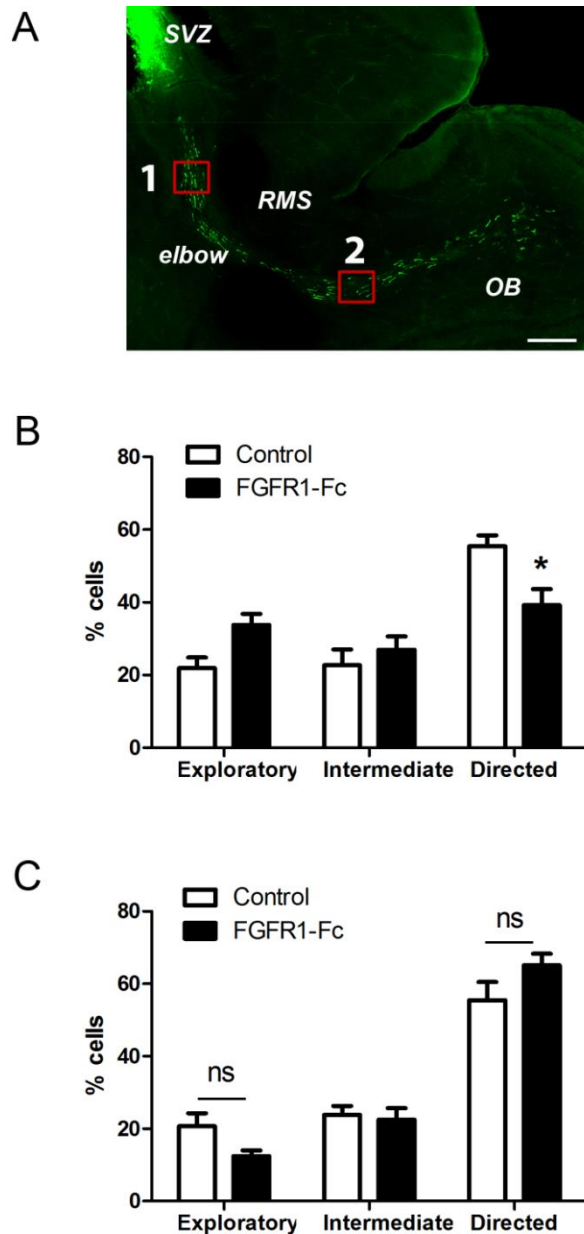 A
SVZ
1
RMS
elbow
2
OB
B
Control
FGFR1-Fc
80
60
40
20
0
% cells
*
Exploratory Intermediate Directed
C
Control
FGFR1-Fc
80
60
40
20
0
% cells
ns
ns
Exploratory Intermediate Directed